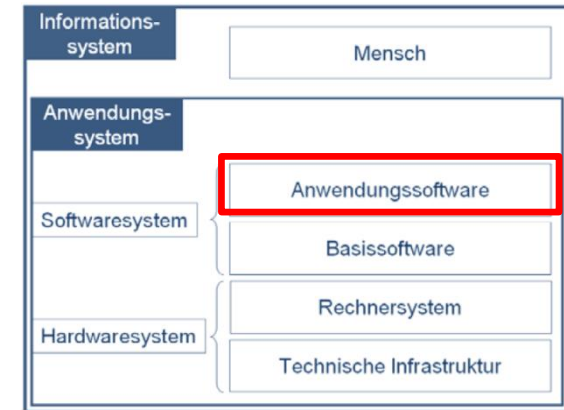 Informations-
system
Mensch
Anwendungs-
system
Anwendungssoftware
Softwaresystem
Basissoftware
Rechnersystem
Hardwaresystem
Technische Infrastruktur